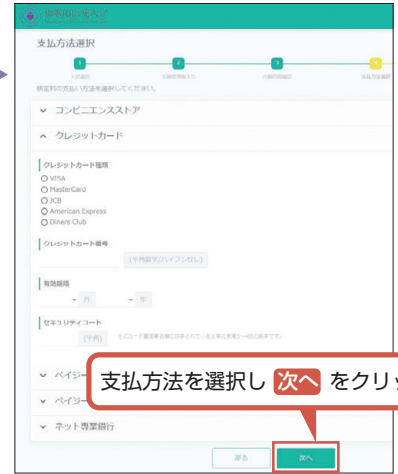 支払方法選択
1
2
3
4
検定料の支払い方法を選択してください。
コンビニエンスストア
クレジットカード
クレジットカード種類
VISA
MasterCard
JCB
American Express
Diners Club
クレジットカード番号
(半角数字/ハイフンなし)
有効期限
- 月 - 年
セキュリティコード
(半角)
ペイジー
ペイジー
支払方法を選択し 次へ をクリッ
ネット専業銀行
戻る 次へ